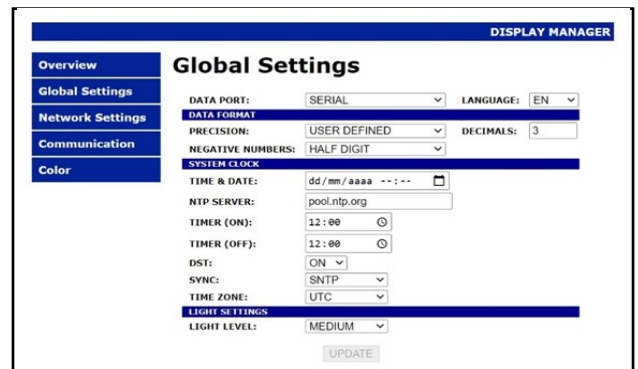 DISPLAY MANAGER
Overview
Global Settings
Network Settings
Communication
Color
Global Settings
DATA PORT: SERIAL LANGUAGE: EN
DATA FORMAT
PRECISION: USER DEFINED DECIMALS: 3
NEGATIVE NUMBERS: HALF DIGIT
SYSTEM CLOCK
TIME & DATE: dd/mm/aaaa --:--
NTP SERVER: pool.ntp.org
TIMER (ON): 12:00
TIMER (OFF): 12:00
DST: ON
SYNC: SNTP
TIME ZONE: UTC
LIGHT SETTINGS
LIGHT LEVEL: MEDIUM
UPDATE